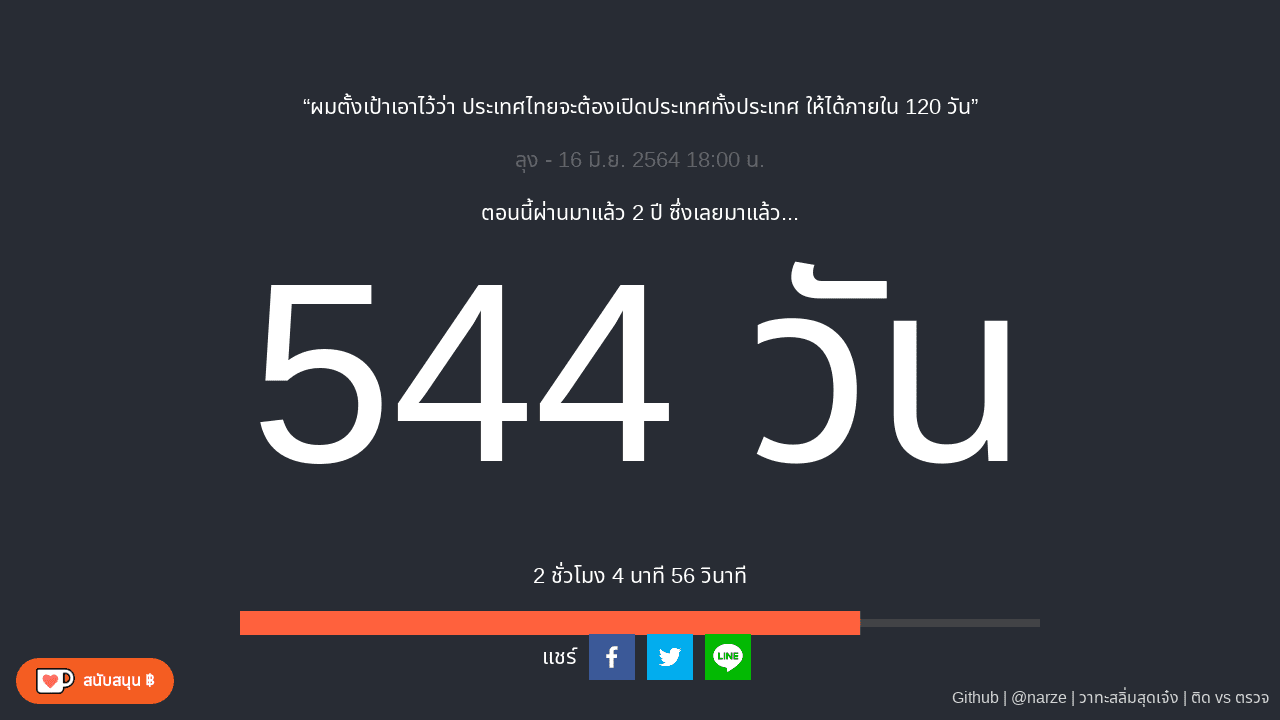 “ผมตั้งเป้าเอาไว้ว่า ประเทศไทยจะต้องเปิดประเทศทั้งประเทศ ให้ได้ภายใน 120 วัน”
ลุง - 16 มิ.ย. 2564 18:00 น.
ตอนนี้ผ่านมาแล้ว 2 ปี ซึ่งเลยมาแล้ว...
544 วัน
2 ชั่วโมง 4 นาที 56 วินาที
แชร์
LINE
สนับสนุน ฿
Github | @narze | วาทะสลิ่มสุดเจ๋ง | ติด vs ตรวจ